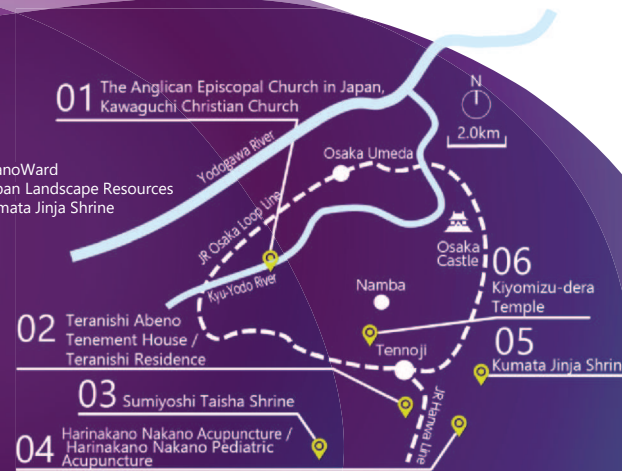 01 The Anglican Episcopal Church in Japan,
Kawaguchi Christian Church
N
2.0km
Yodogawa River
Osaka Umeda
Ward
Landscape Resources
Jinja Shrine
JR Osaka Loop Line
Osaka
Castle
Kyu-Yodo River
Namba
06
Kiyomizu-dera
Temple
02 Teranishi Abeno
Tenement House /
Teranishi Residence
Tennoji
05
Kumata Jinja Shrin
03 Sumiyoshi Taisha Shrine
JR Hanwa Line
04 Harinakano Nakano Acupuncture /
Harinakano Nakano Pediatric
Acupuncture